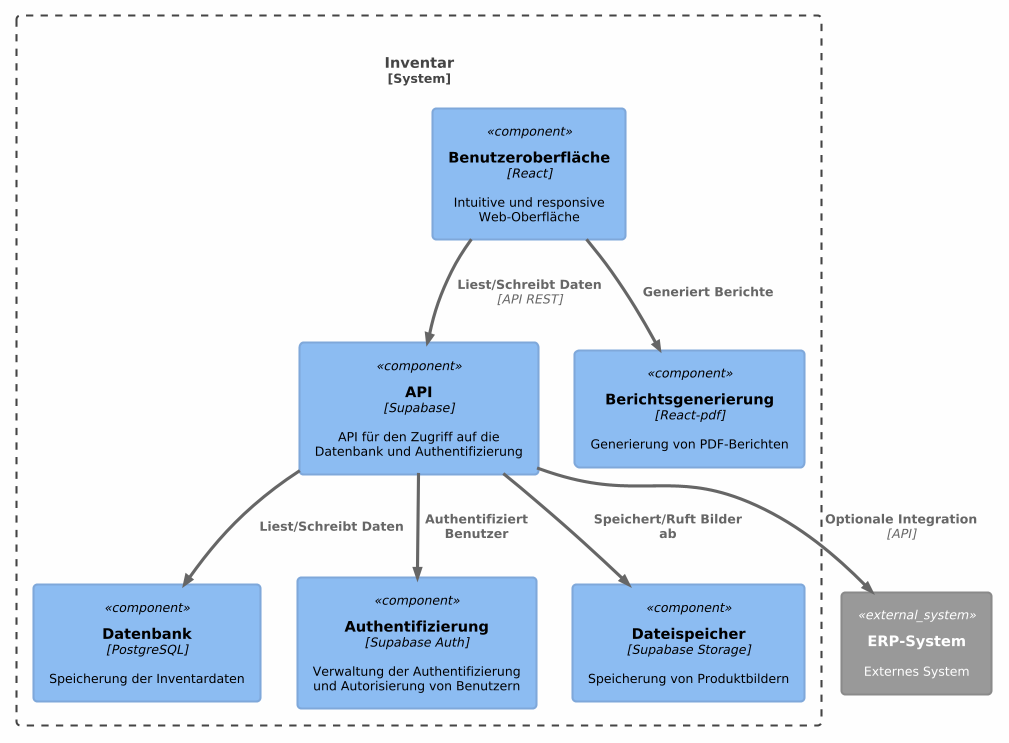 Inventar
[System]
«component»
Benutzeroberfläche
[React]
Intuitive und responsive
Web-Oberfläche
Liest/Schreibt Daten
[API REST]
Generiert Berichte
«component»
API
[Supabase]
API für den Zugriff auf die
Datenbank und Authentifizierung
«component»
Berichtsgenerierung
[React-pdf]
Generierung von PDF-Berichten
Liest/Schreibt Daten
Authentifiziert
Benutzer
Speichert/Ruft Bilder
ab
Optionale Integration
[API]
«component»
Datenbank
[PostgreSQL]
Speicherung der Inventardaten
«component»
Authentifizierung
[Supabase Auth]
Verwaltung der Authentifizierung
und Autorisierung von Benutzern
«component»
Dateispeicher
[Supabase Storage]
Speicherung von Produktbildern
«external_system»
ERP-System
Externes System